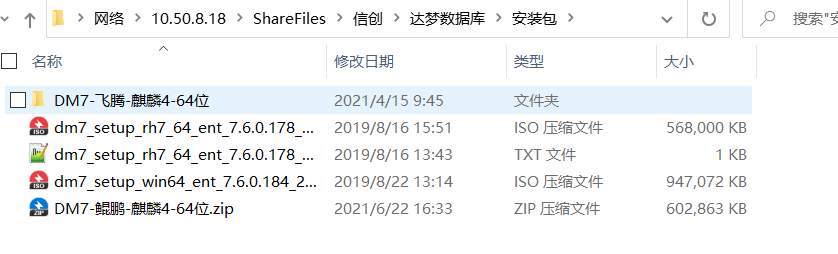 网络 > 10.50.8.18 > ShareFiles > 信创 > 达梦数据库 > 安装包 > 搜索"安
名称 修改日期 类型 大小
DM7-飞腾-麒麟4-64位 2021/4/15 9:45 文件夹
ISO dm7_setup_rh7_64_ent_7.6.0.178_... 2019/8/16 15:51 ISO 压缩文件 568,000 KB
dm7_setup_rh7_64_ent_7.6.0.178_... 2019/8/16 13:43 TXT 文件 1 KB
ISO dm7_setup_win64_ent_7.6.0.184_2... 2019/8/22 13:14 ISO 压缩文件 947,072 KB
ZIP DM7-鲲鹏-麒麟4-64位.zip 2021/6/22 16:33 ZIP 压缩文件 602,863 KB